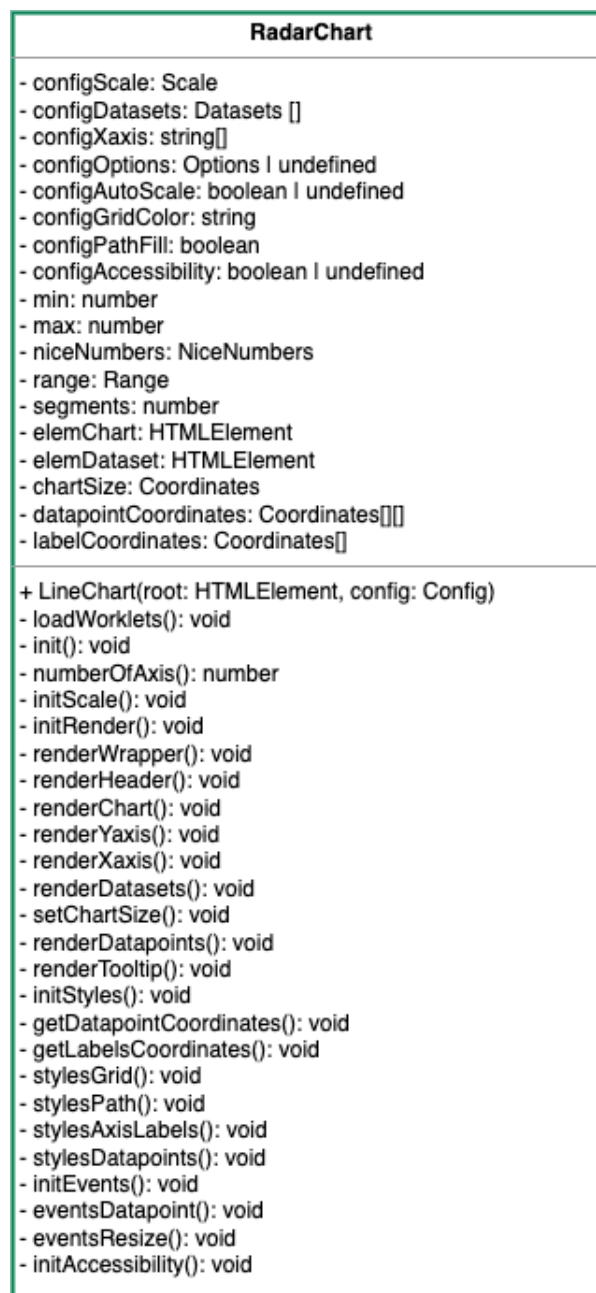 RadarChart
- configScale: Scale
- configDatasets: Datasets []
- configXaxis: string[]
- configOptions: Options | undefined
- configAutoScale: boolean | undefined
- configGridColor: string
- configPathFill: boolean
- configAccessibility: boolean | undefined
- min: number
- max: number
- niceNumbers: NiceNumbers
- range: Range
- segments: number
- elemChart: HTMLElement
- elemDataset: HTMLElement
- chartSize: Coordinates
- datapointCoordinates: Coordinates[][]
- labelCoordinates: Coordinates[]
+ LineChart(root: HTMLElement, config: Config)
- loadWorklets(): void
- init(): void
- numberOfAxis(): number
- initScale(): void
- initRender(): void
- renderWrapper(): void
- renderHeader(): void
- renderChart(): void
- renderYaxis(): void
- renderXaxis(): void
- renderDatasets(): void
- setChartSize(): void
- renderDatapoints(): void
- renderTooltip(): void
- initStyles(): void
- getDatapointCoordinates(): void
- getLabelsCoordinates(): void
- stylesGrid(): void
- stylesPath(): void
- stylesAxisLabels(): void
- stylesDatapoints(): void
- initEvents(): void
- eventsDatapoint(): void
- eventsResize(): void
- initAccessibility(): void